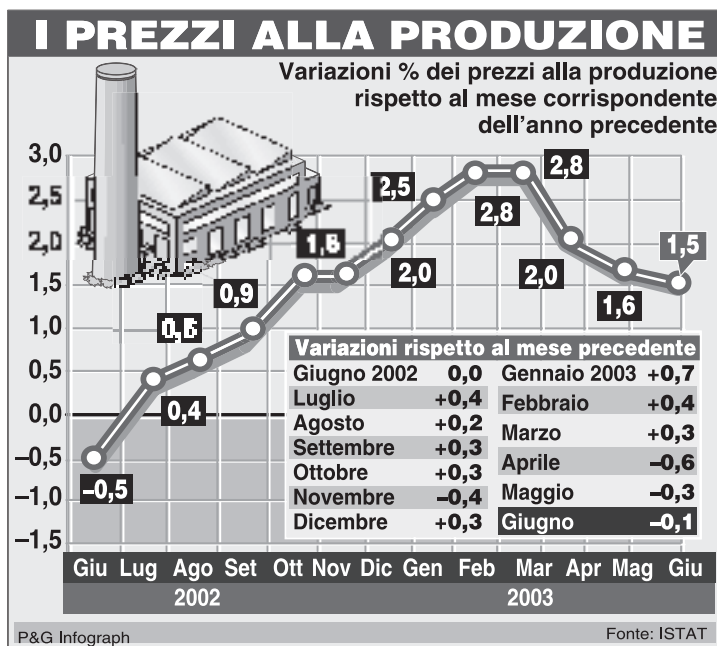 I PREZZI ALLA PRODUZIONE
Variazioni % dei prezzi alla produzione
rispetto al mese corrispondente
dell'anno precedente
3,0
2,5
2,0
1,5
1,0
0,5
0,0
–0,5
–1,0
–1,5
–0,5
0,4
0,9
2,0
2,5
2,8
2,8
2,0
1,6
1,5
Variazioni rispetto al mese precedente
Giugno 2002 0,0
Luglio +0,4
Agosto +0,2
Settembre +0,3
Ottobre +0,3
Novembre –0,4
Dicembre +0,3
Gennaio 2003 +0,7
Febbraio +0,4
Marzo +0,3
Aprile –0,6
Maggio –0,3
Giugno –0,1
Giu Lug Ago Set Ott Nov Dic Gen Feb Mar Apr Mag Giu
2002 2003
P&G Infograph
Fonte: ISTAT